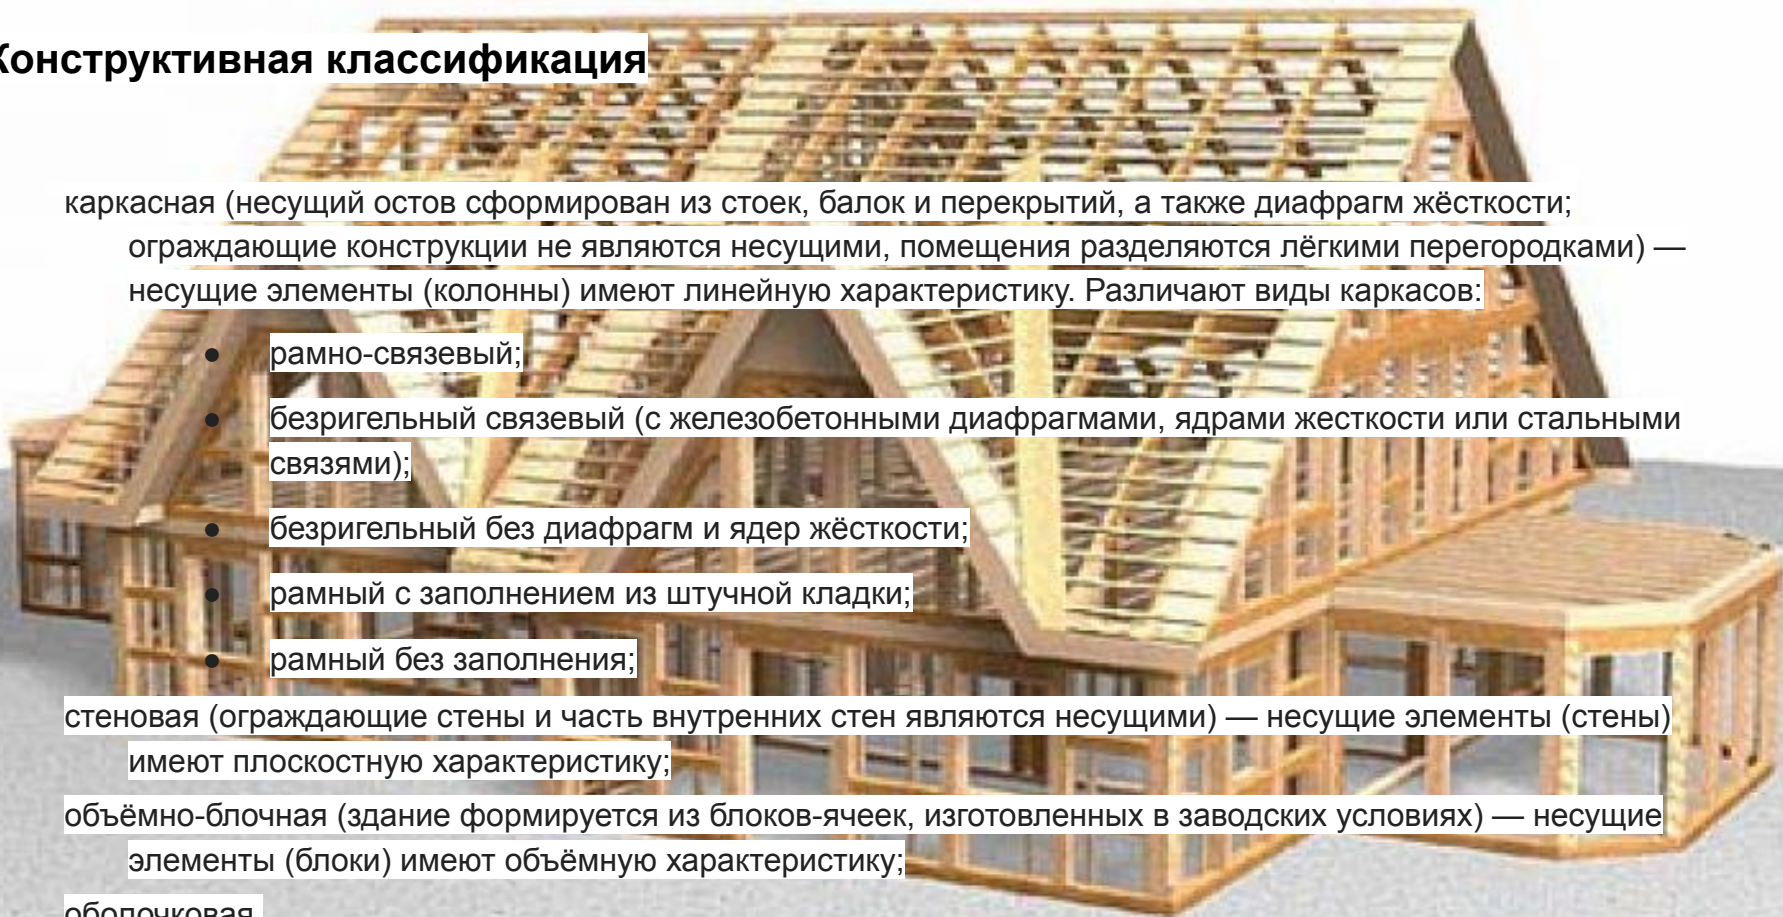 Конструктивная классификация
каркасная (несущий остов сформирован из стоек, балок и перекрытий, а также диафрагм жёсткости;
ограждающие конструкции не являются несущими, помещения разделяются лёгкими перегородками) —
несущие элементы (колонны) имеют линейную характеристику. Различают виды каркасов:
● рамно-связевый;
● безригельный связевый (с железобетонными диафрагмами, ядрами жесткости или стальными
связями);
● безригельный без диафрагм и ядер жёсткости;
● рамный с заполнением из штучной кладки;
● рамный без заполнения;
стеновая (ограждающие стены и часть внутренних стен являются несущими) — несущие элементы (стены)
имеют плоскостную характеристику;
объёмно-блочная (здание формируется из блоков-ячеек, изготовленных в заводских условиях) — несущие
элементы (блоки) имеют объёмную характеристику;
оболочковая.